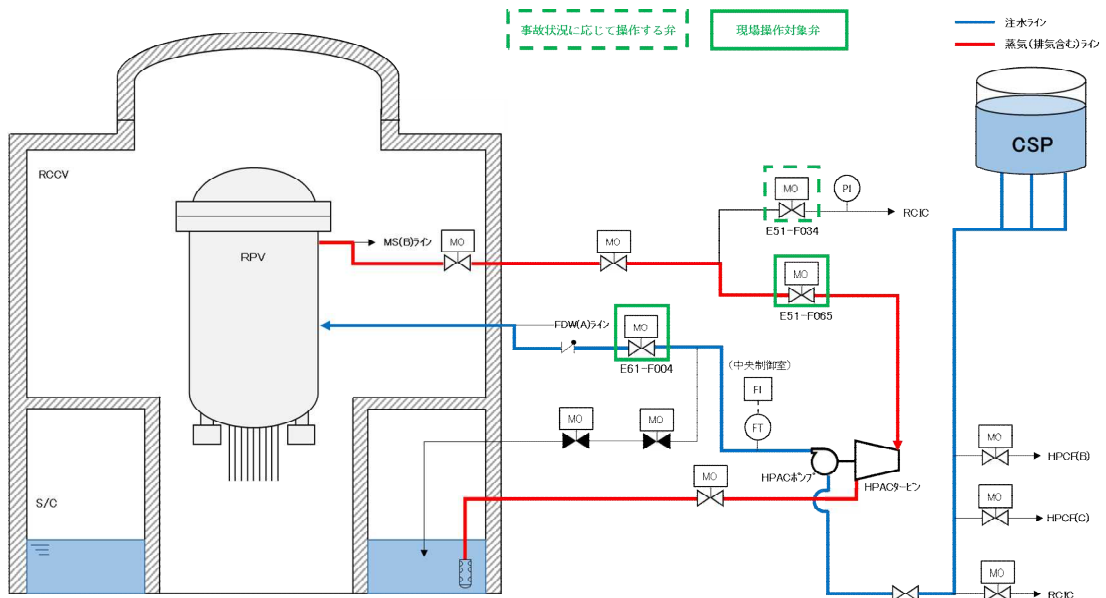 事故状況に応じて操作する弁
現場操作対象弁
注水ライン
蒸気(排気含む)ライン
CSP
RCCV
MO
PI
RCIC
E51-F034
MS(B)ライン
MO
MO
RPV
MO
E51-F065
FDW(A)ライン
MO
E61-F004
(中央制御室)
FI
FT
MO
MO
MO
HPCF(B)
HPACポンプ
HPACタービン
MO
S/C
MO
HPCF(C)
MO
RCIC